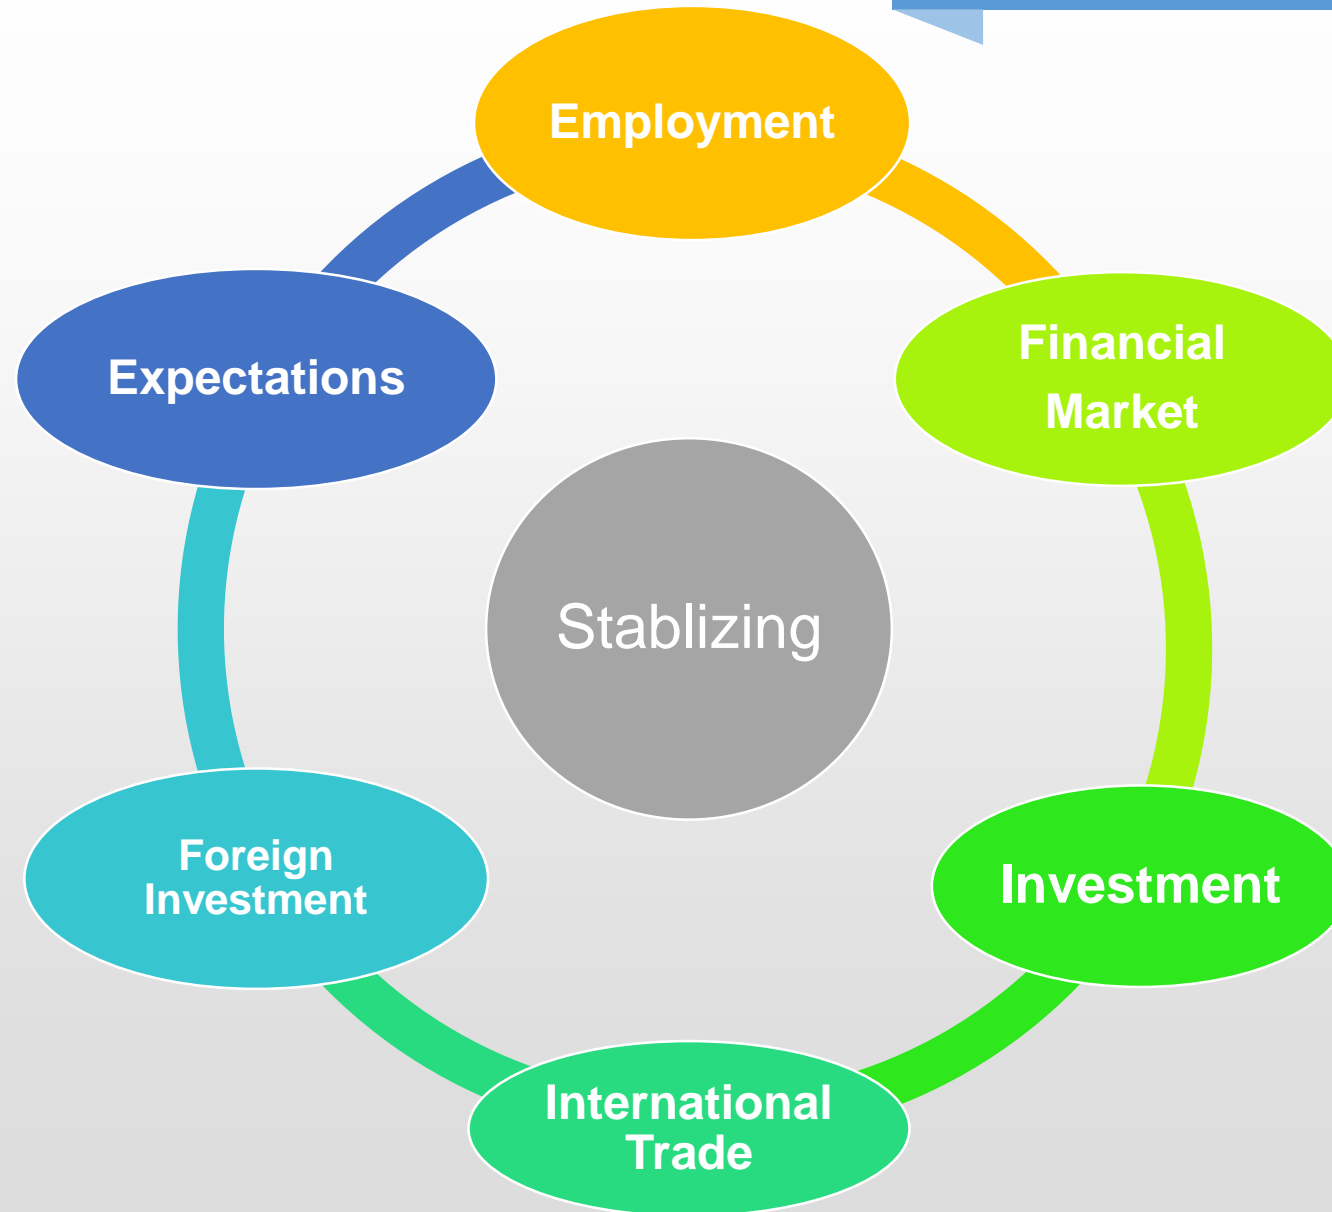 Employment
Expectations
Financial
Market
Stablizing
Foreign
Investment
Investment
International
Trade